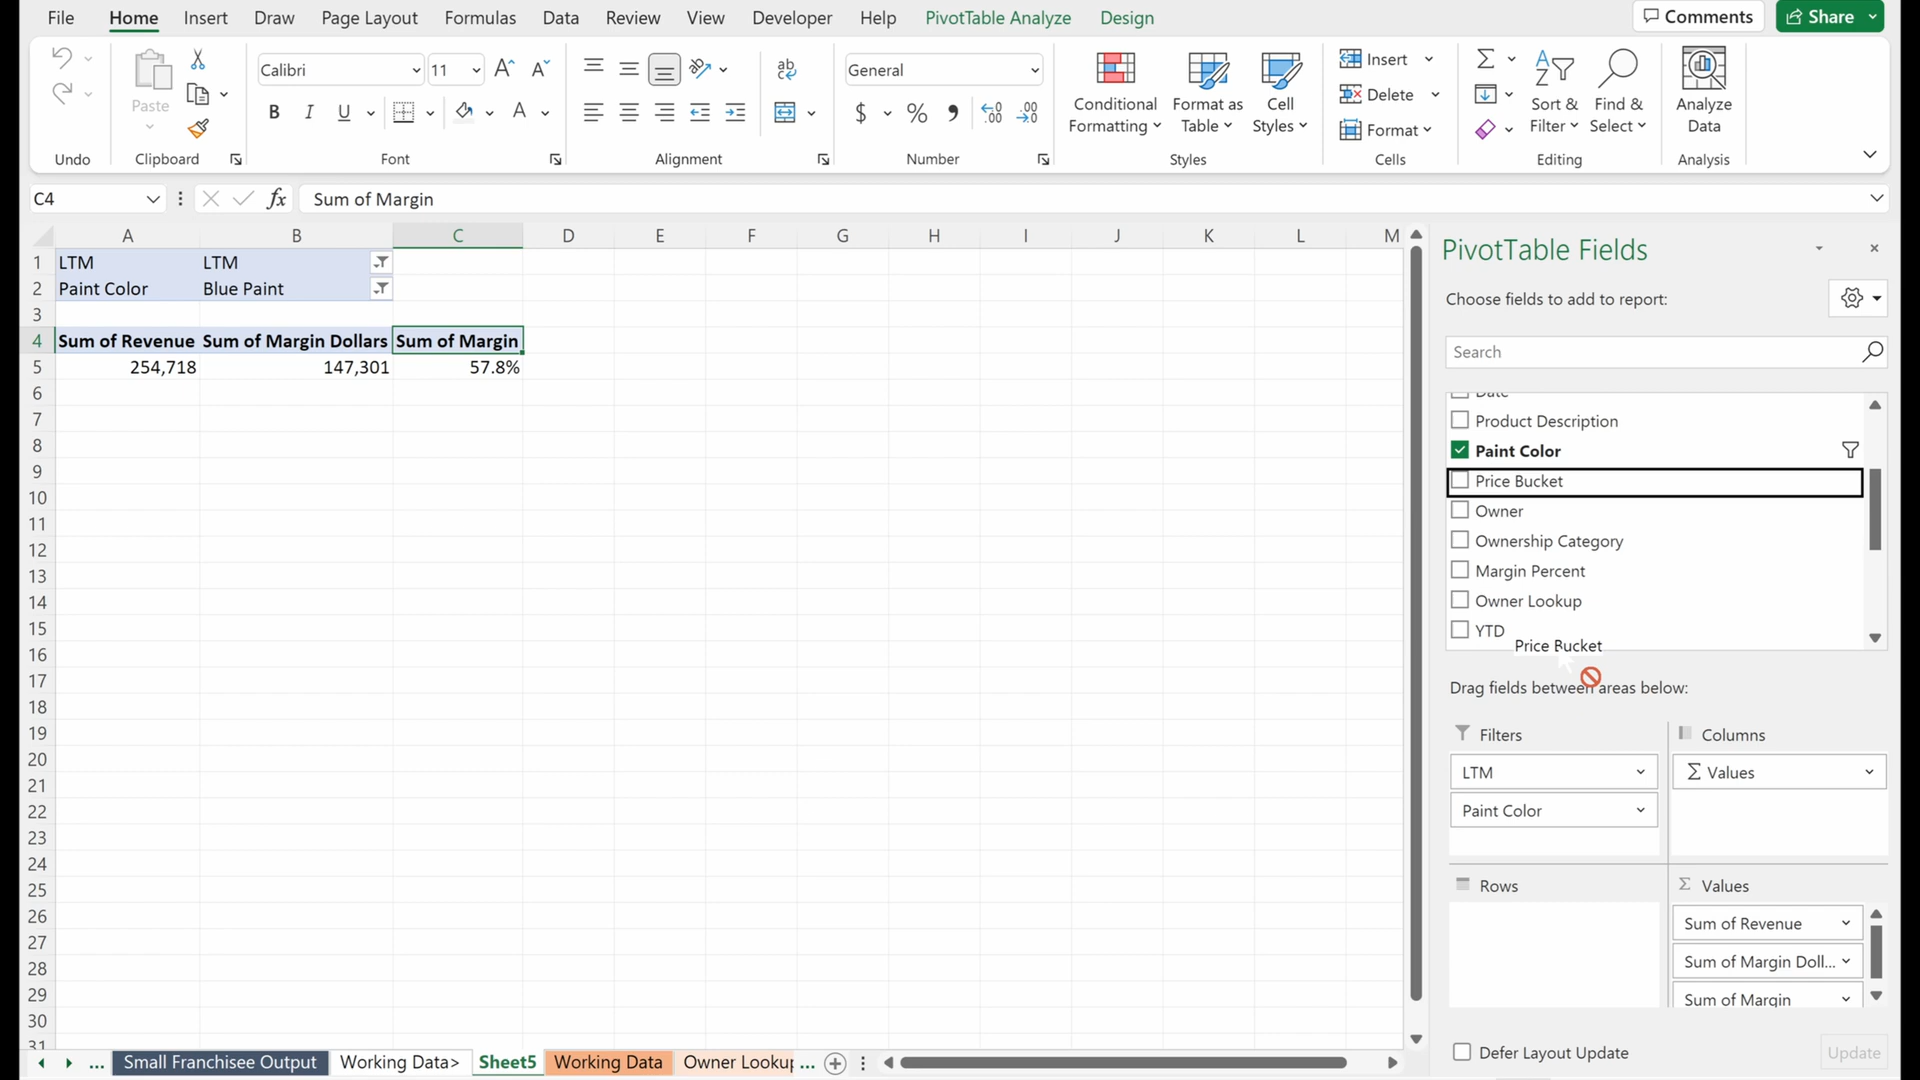 File Home Insert Draw Page Layout Formulas Data Review View Developer Help PivotTable Analyze Design Comments Share
Paste
Undo Clipboard
Calibri 11
B I U A
Font
ab
Alignment
General
$ % ,
Number
Conditional Formatting
Format as Table
Cell Styles
Styles
Insert
Delete
Format
Cells
Sort & Filter
Find & Select
Editing
Analyze Data
Analysis
C4 fx Sum of Margin
A B C D E F G H I J K L M
1 LTM LTM
2 Paint Color Blue Paint
3
4 Sum of Revenue Sum of Margin Dollars Sum of Margin
5 254,718 147,301 57.8%
6
7
8
9
10
11
12
13
14
15
16
17
18
19
20
21
22
23
24
25
26
27
28
29
30
31
PivotTable Fields
Choose fields to add to report:
Search
Date
Product Description
Paint Color
Price Bucket
Owner
Ownership Category
Margin Percent
Owner Lookup
YTD
Price Bucket
Drag fields between areas below:
Filters
LTM
Paint Color
Columns
Σ Values
Rows
Σ Values
Sum of Revenue
Sum of Margin Doll...
Sum of Margin
Defer Layout Update Update
... Small Franchisee Output Working Data> Sheet5 Working Data Owner Lookup ...